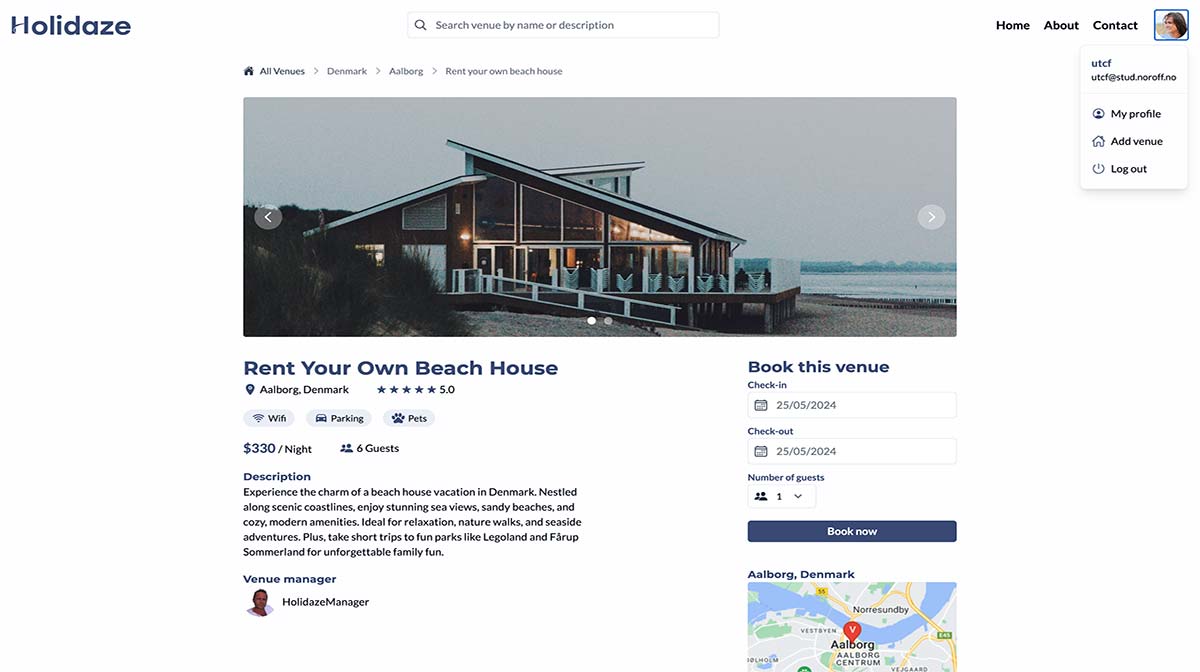 Holidaze
Search venue by name or description
Home About Contact
utcf
utcf@stud.noroff.no
My profile
Add venue
Log out
All Venues > Denmark > Aalborg > Rent your own beach house
Rent Your Own Beach House
Aalborg, Denmark ★★★★★ 5.0
Wifi Parking Pets
$330 / Night 6 Guests
Description
Experience the charm of a beach house vacation in Denmark. Nestled
along scenic coastlines, enjoy stunning sea views, sandy beaches, and
cozy, modern amenities. Ideal for relaxation, nature walks, and seaside
adventures. Plus, take short trips to fun parks like Legoland and Fårup
Sommerland for unforgettable family fun.
Venue manager
HolidazeManager
Book this venue
Check-in
25/05/2024
Check-out
25/05/2024
Number of guests
1
Book now
Aalborg, Denmark
55
Nørresundby
VESTBYEN
V
E45
Aalborg
AALBORG
CENTRUM
VEJGAARD